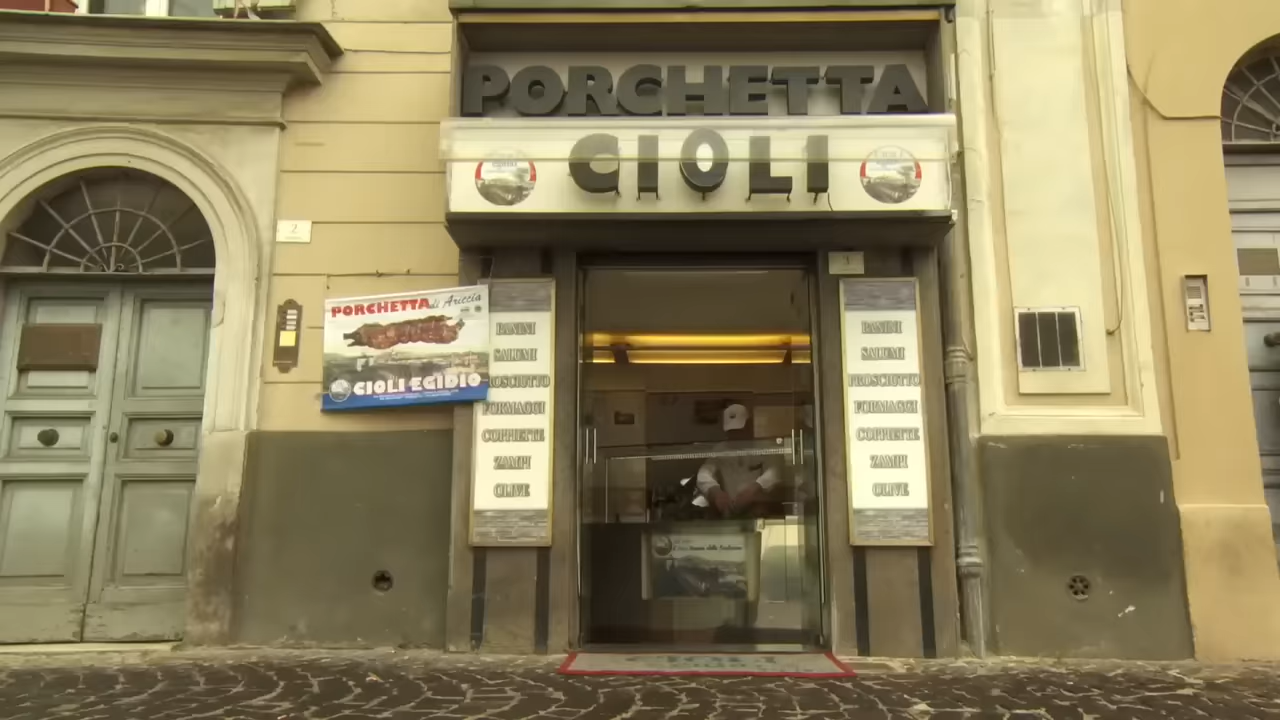 PORCHETTA
CIOLI
2
3
PORCHETTA di Ariccia
CIOLI EGIDIO
PANINI
SALUMI
PROSCIUTTO
FORMAGGI
COPPIETTE
ZAMPI
OLIVE
PANINI
SALUMI
PROSCIUTTO
FORMAGGI
COPPIETTE
ZAMPI
OLIVE
CIOLI